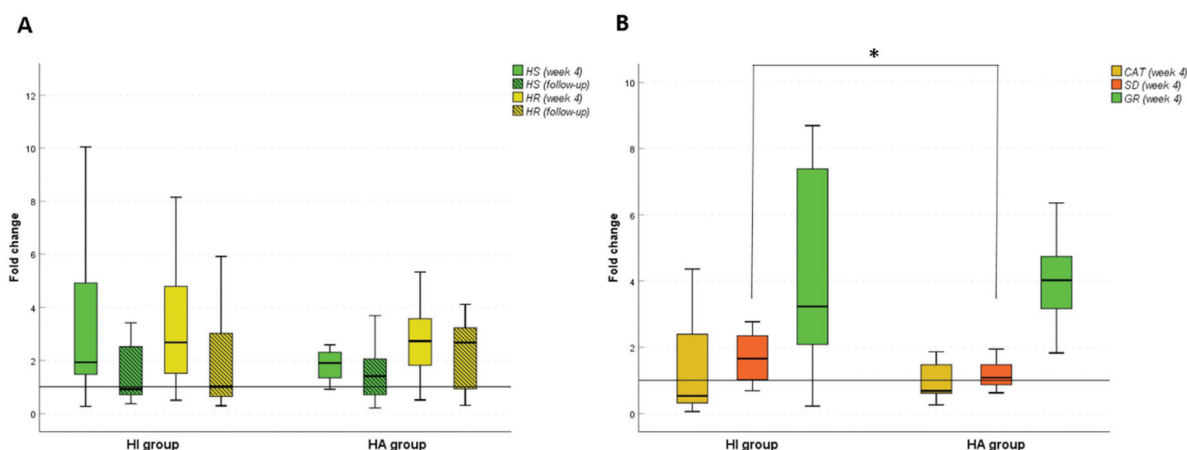 A
HS (week 4)
HS (follow-up)
HR (week 4)
HR (follow-up)
12
10
8
6
4
2
0
Fold change
HI group
HA group
B
*
CAT (week 4)
SD (week 4)
GR (week 4)
10
8
6
4
2
0
Fold change
HI group
HA group